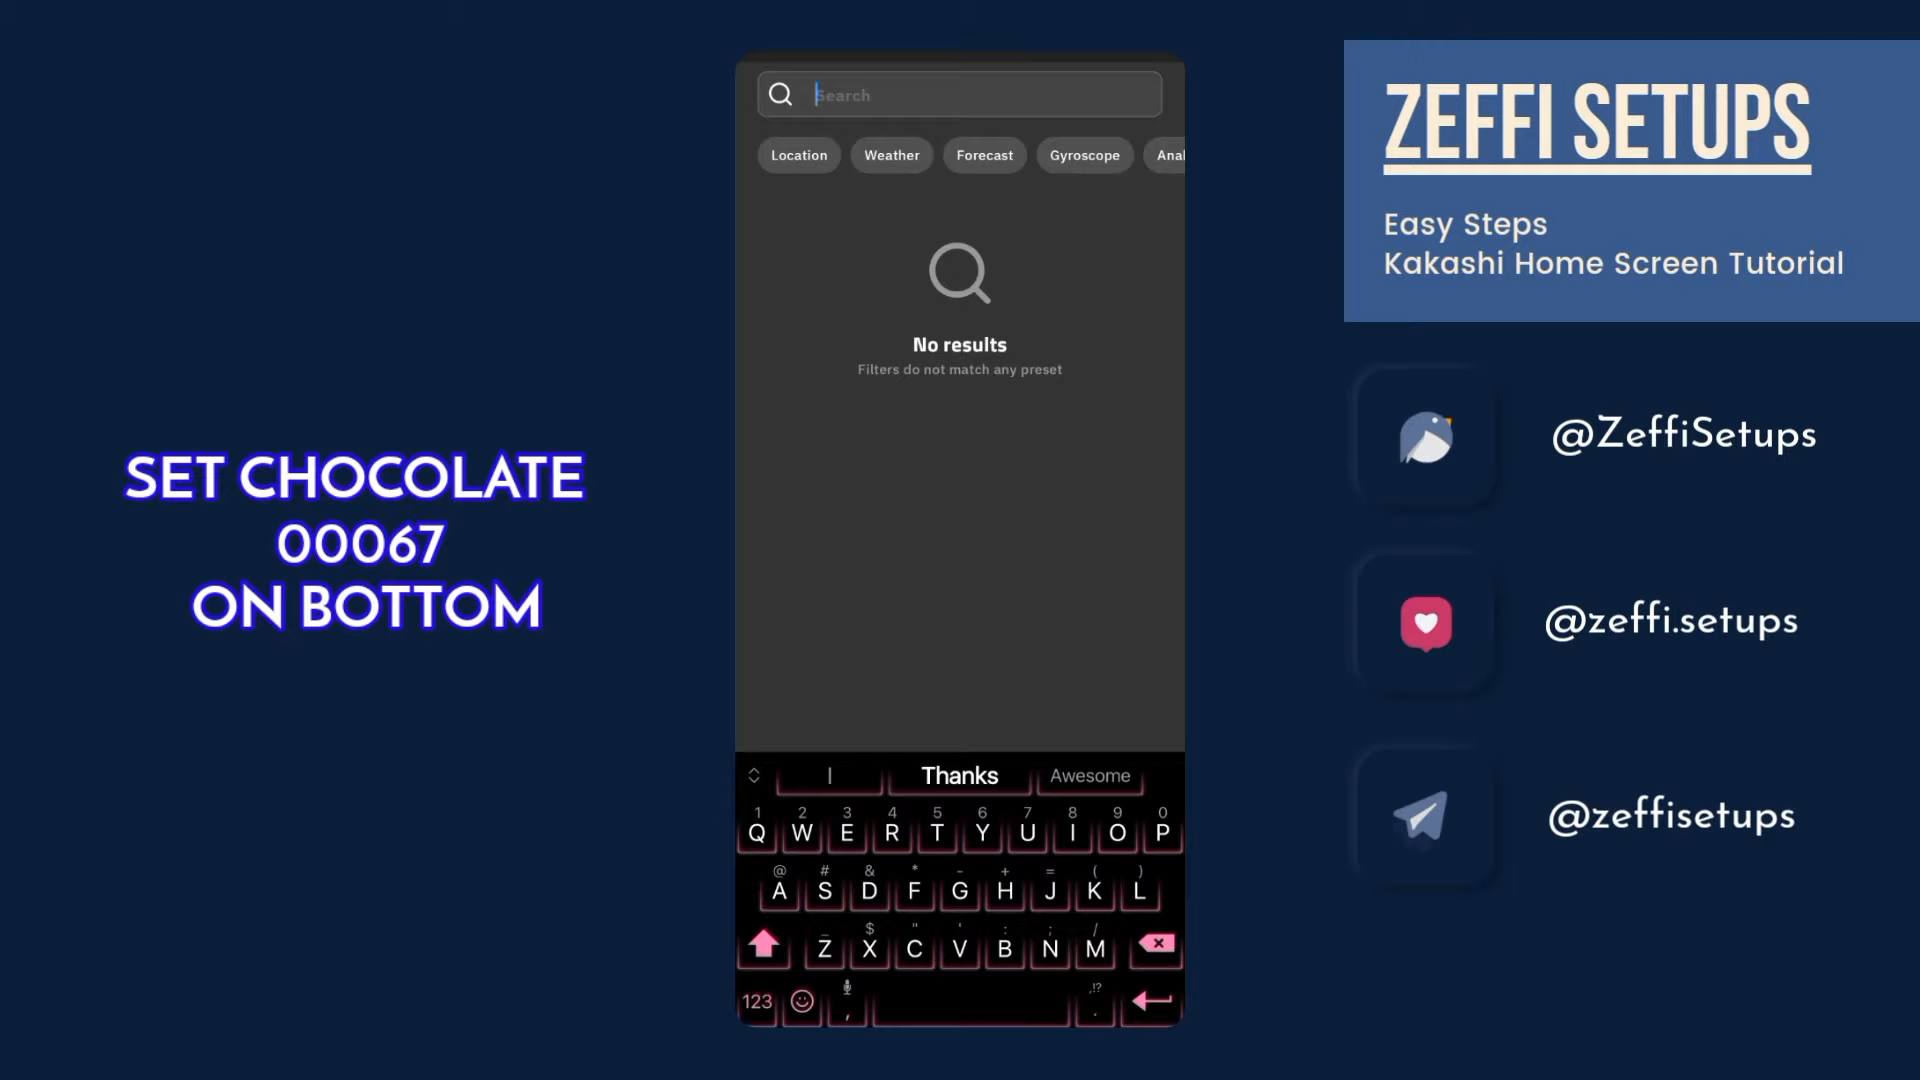 SET CHOCOLATE
00067
ON BOTTOM
Search
Location Weather Forecast Gyroscope Anal
No results
Filters do not match any preset
I Thanks Awesome
1 2 3 4 5 6 7 8 9 0
Q W E R T Y U I O P
@ # & * - + = ( )
A S D F G H J K L
_ $ " ' : ; /
Z X C V B N M
,!?
123 , .
ZEFFI SETUPS
Easy Steps
Kakashi Home Screen Tutorial
@ZeffiSetups
@zeffi.setups
@zeffisetups